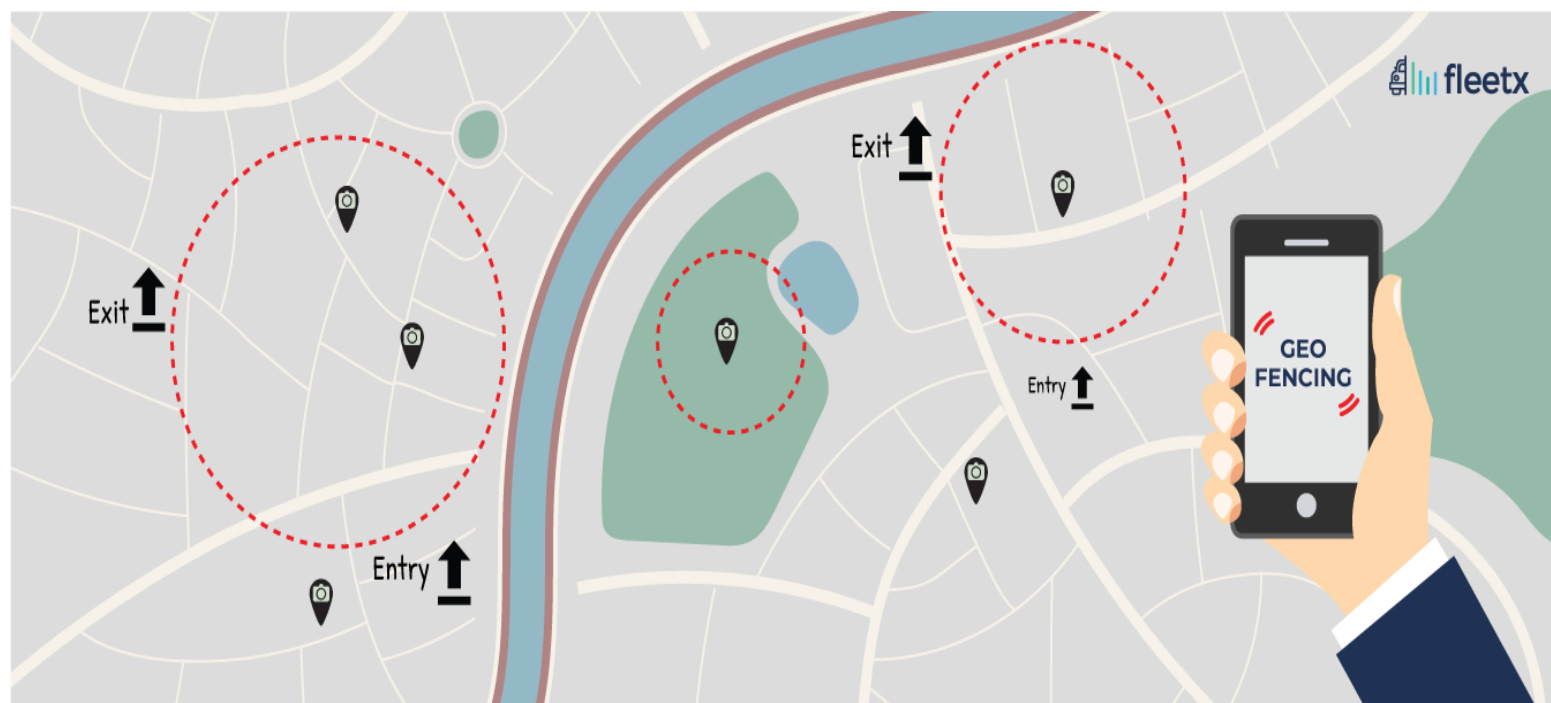 fleetx
Exit
Exit
Entry
Entry
GEO
FENCING